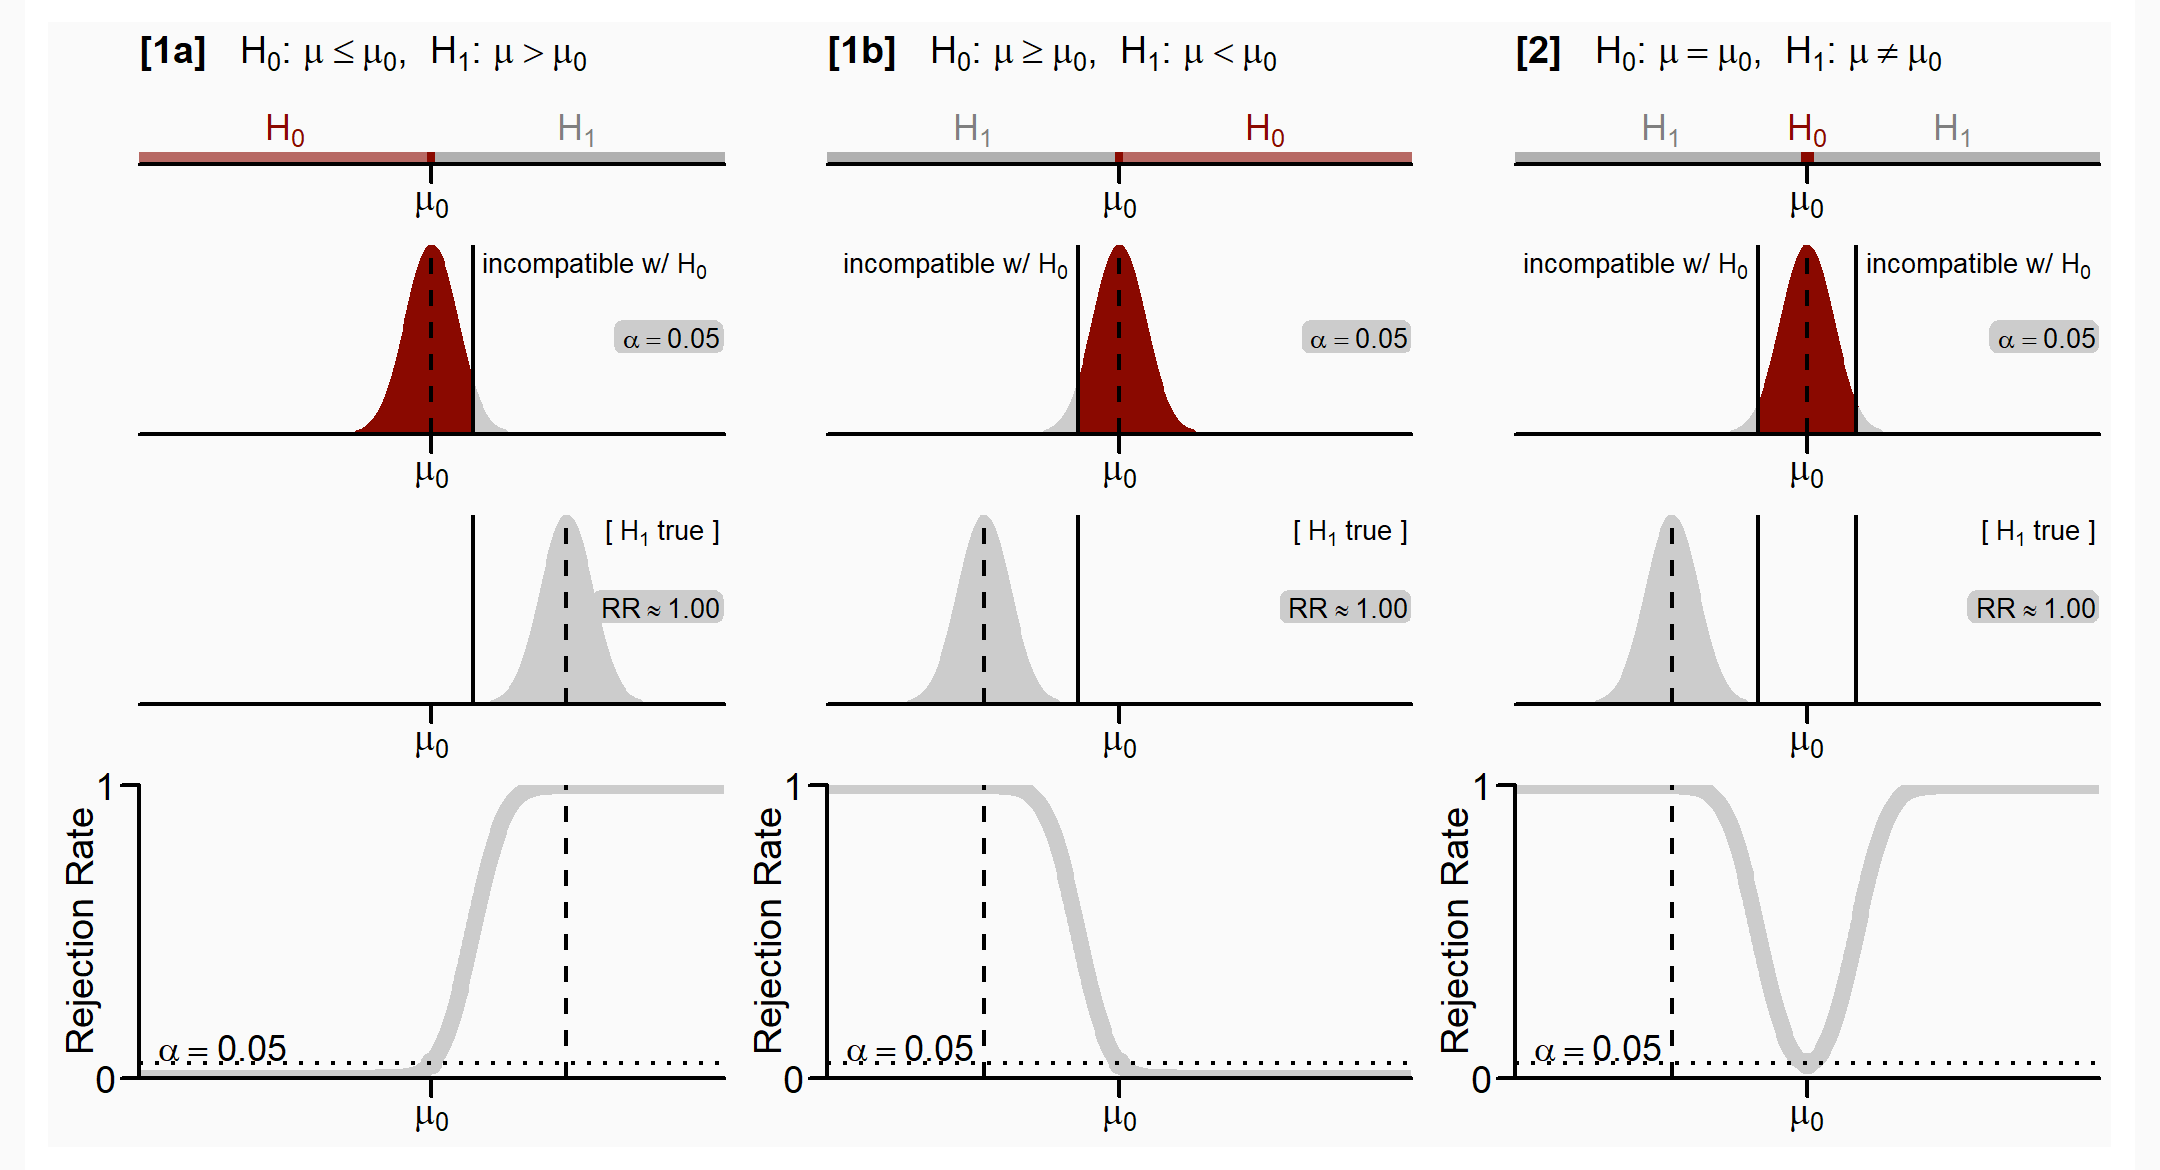 [1a] H₀: μ ≤ μ₀, H₁: μ > μ₀
H₀ H₁
μ₀
incompatible w/ H₀
α = 0.05
μ₀
[ H₁ true ]
RR ≈ 1.00
μ₀
1
Rejection Rate
α = 0.05
0
μ₀
[1b] H₀: μ ≥ μ₀, H₁: μ < μ₀
H₁ H₀
μ₀
incompatible w/ H₀
α = 0.05
μ₀
[ H₁ true ]
RR ≈ 1.00
μ₀
1
Rejection Rate
α = 0.05
0
μ₀
[2] H₀: μ = μ₀, H₁: μ ≠ μ₀
H₁ H₀ H₁
μ₀
incompatible w/ H₀ incompatible w/ H₀
α = 0.05
μ₀
[ H₁ true ]
RR ≈ 1.00
μ₀
1
Rejection Rate
α = 0.05
0
μ₀